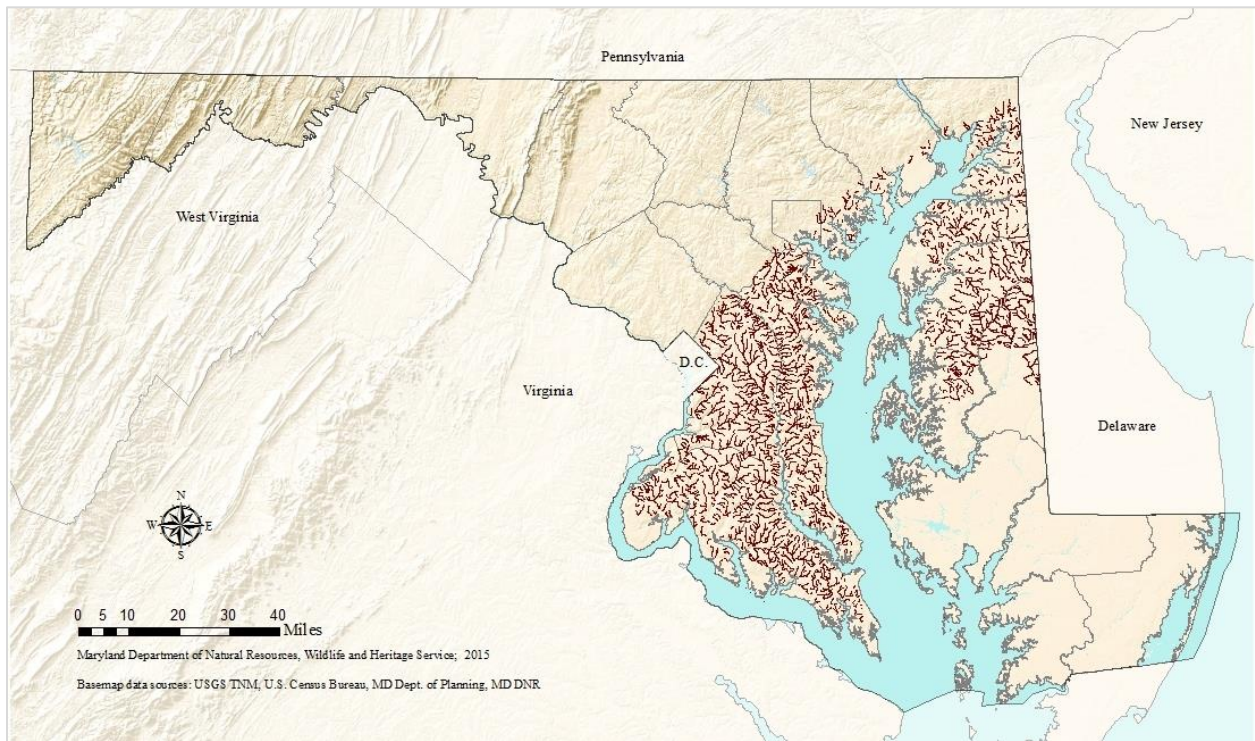 Pennsylvania
New Jersey
West Virginia
D.C.
Virginia
Delaware
N
W E
S
0 5 10 20 30 40
Miles
Maryland Department of Natural Resources, Wildlife and Heritage Service; 2015
Basemap data sources: USGS TNM, U.S. Census Bureau, MD Dept. of Planning, MD DNR